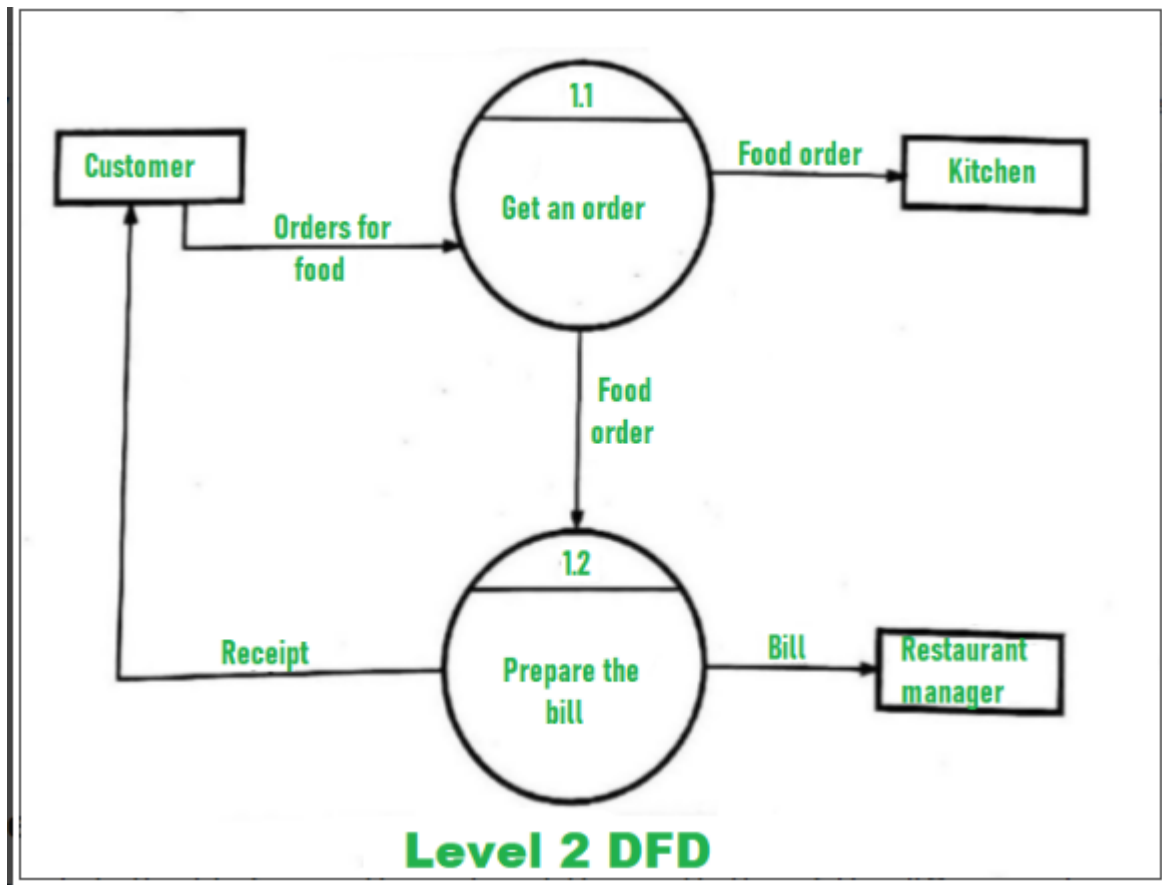 1.1
Customer
Food order
Kitchen
Get an order
Orders for
food
Food
order
1.2
Receipt
Prepare the
bill
Bill
Restaurant
manager
Level 2 DFD